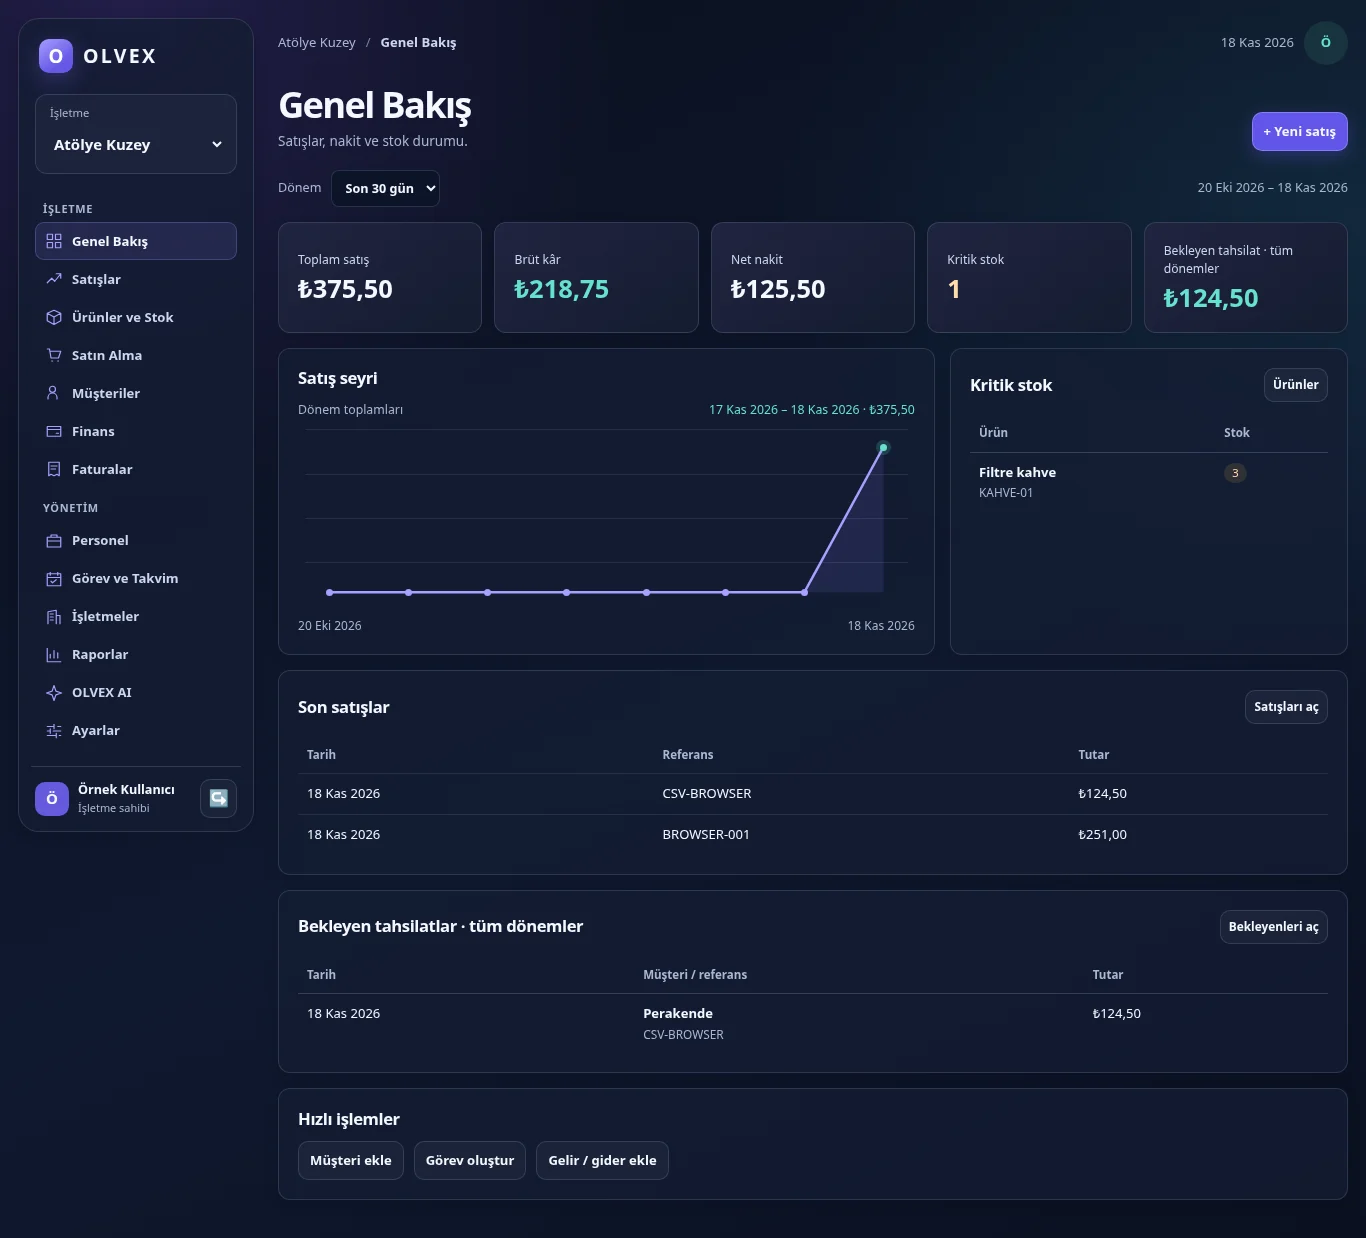 O OLVEX
İşletme
Atölye Kuzey
İŞLETME
Genel Bakış
Satışlar
Ürünler ve Stok
Satın Alma
Müşteriler
Finans
Faturalar
YÖNETİM
Personel
Görev ve Takvim
İşletmeler
Raporlar
OLVEX AI
Ayarlar
Ö
Örnek Kullanıcı
İşletme sahibi
Atölye Kuzey / Genel Bakış
18 Kas 2026 Ö
Genel Bakış
Satışlar, nakit ve stok durumu.
+ Yeni satış
Dönem Son 30 gün
20 Eki 2026 – 18 Kas 2026
Toplam satış
₺375,50
Brüt kâr
₺218,75
Net nakit
₺125,50
Kritik stok
1
Bekleyen tahsilat · tüm
dönemler
₺124,50
Satış seyri
Dönem toplamları
17 Kas 2026 – 18 Kas 2026 · ₺375,50
20 Eki 2026
18 Kas 2026
Kritik stok
Ürünler
Ürün Stok
Filtre kahve 3
KAHVE-01
Son satışlar
Satışları aç
Tarih Referans Tutar
18 Kas 2026 CSV-BROWSER ₺124,50
18 Kas 2026 BROWSER-001 ₺251,00
Bekleyen tahsilatlar · tüm dönemler
Bekleyenleri aç
Tarih Müşteri / referans Tutar
18 Kas 2026 Perakende ₺124,50
CSV-BROWSER
Hızlı işlemler
Müşteri ekle
Görev oluştur
Gelir / gider ekle